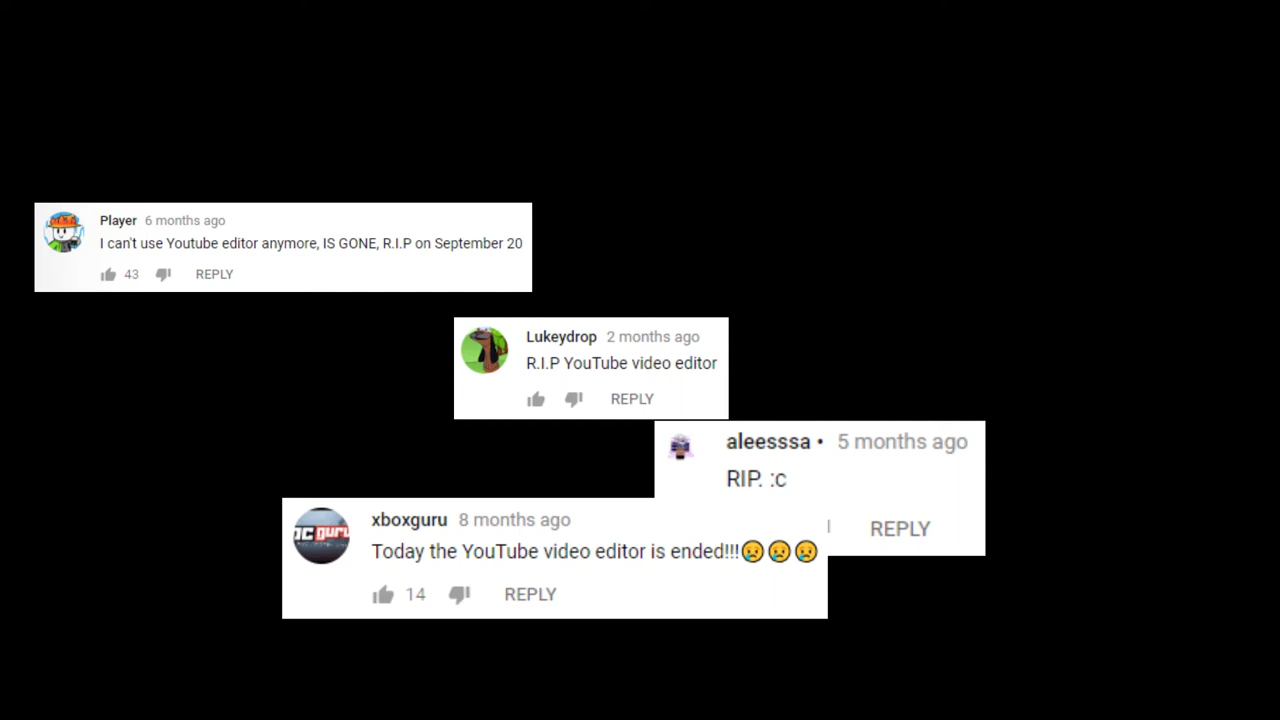 Player 6 months ago
I can't use Youtube editor anymore, IS GONE, R.I.P on September 20
43 REPLY
Lukeydrop 2 months ago
R.I.P YouTube video editor
REPLY
aleesssa • 5 months ago
RIP. :c
REPLY
xboxguru 8 months ago
Today the YouTube video editor is ended!!!😢😢😢
14 REPLY